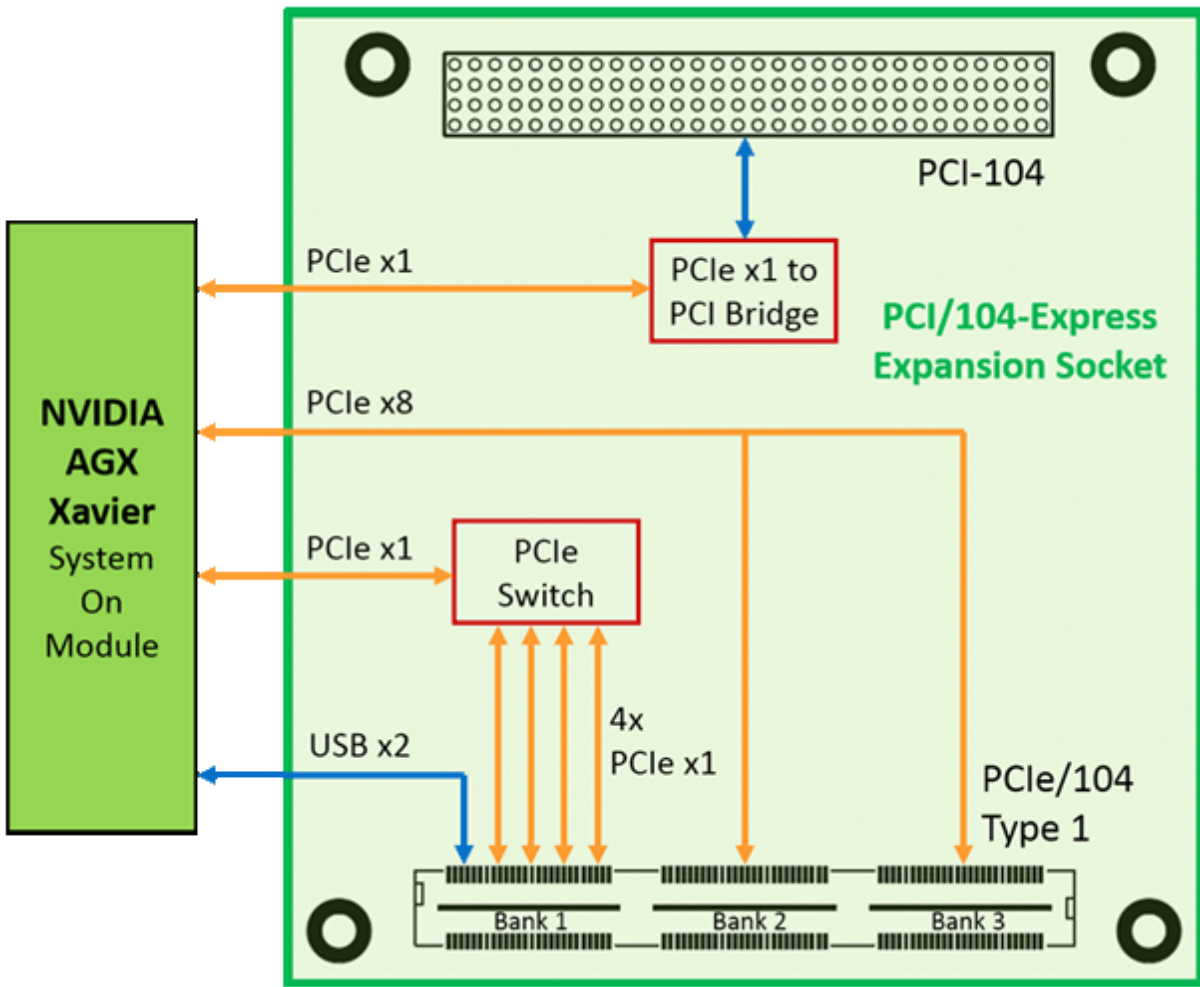 PCI-104
PCIe x1
PCIe x1 to
PCI Bridge
PCI/104-Express
Expansion Socket
PCIe x8
NVIDIA
AGX
Xavier
System
On
Module
PCIe x1
PCIe
Switch
4x
PCIe x1
USB x2
PCIe/104
Type 1
Bank 1
Bank 2
Bank 3